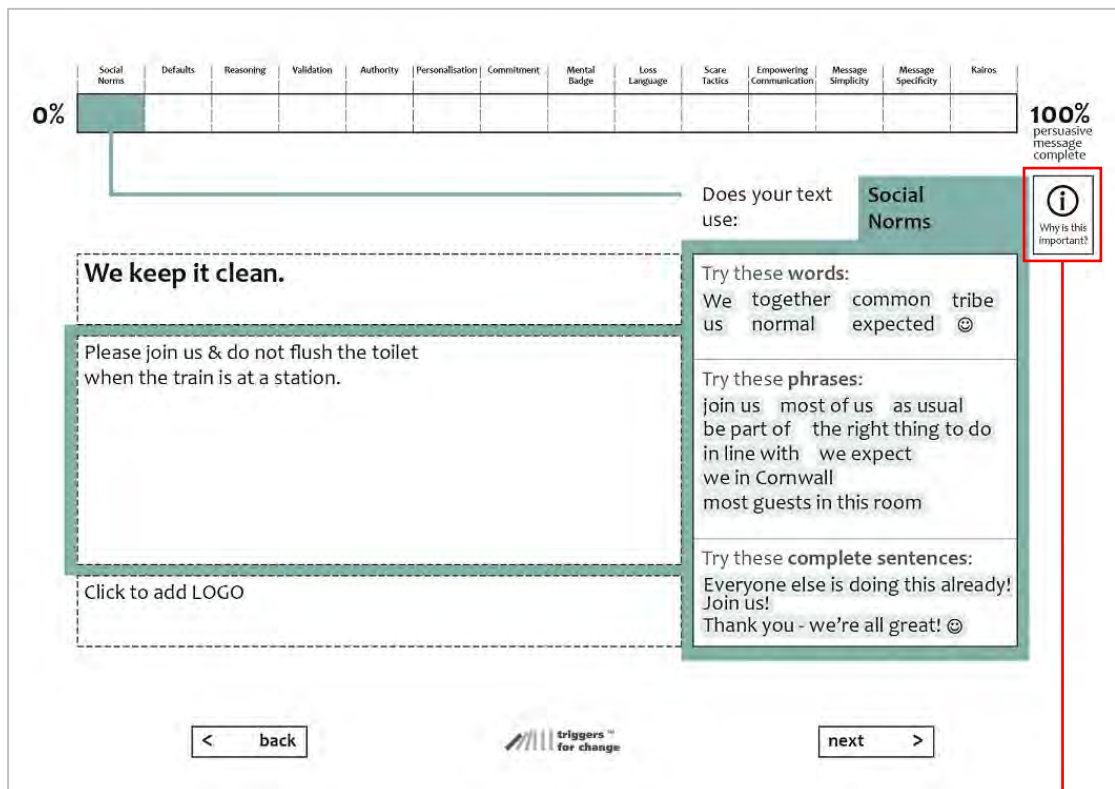 Social Norms
Defaults
Reasoning
Validation
Authority
Personalisation
Commitment
Mental Badge
Loss Language
Scare Tactics
Empowering Communication
Message Simplicity
Message Specificity
Kairos
0%
100%
persuasive
message
complete
Does your text
use:
Social
Norms
i
Why is this
important?
We keep it clean.
Please join us & do not flush the toilet
when the train is at a station.
Click to add LOGO
Try these words:
We together common tribe
us normal expected ☺
Try these phrases:
join us most of us as usual
be part of the right thing to do
in line with we expect
we in Cornwall
most guests in this room
Try these complete sentences:
Everyone else is doing this already!
Join us!
Thank you - we're all great! ☺
< back
triggers ™
for change
next >